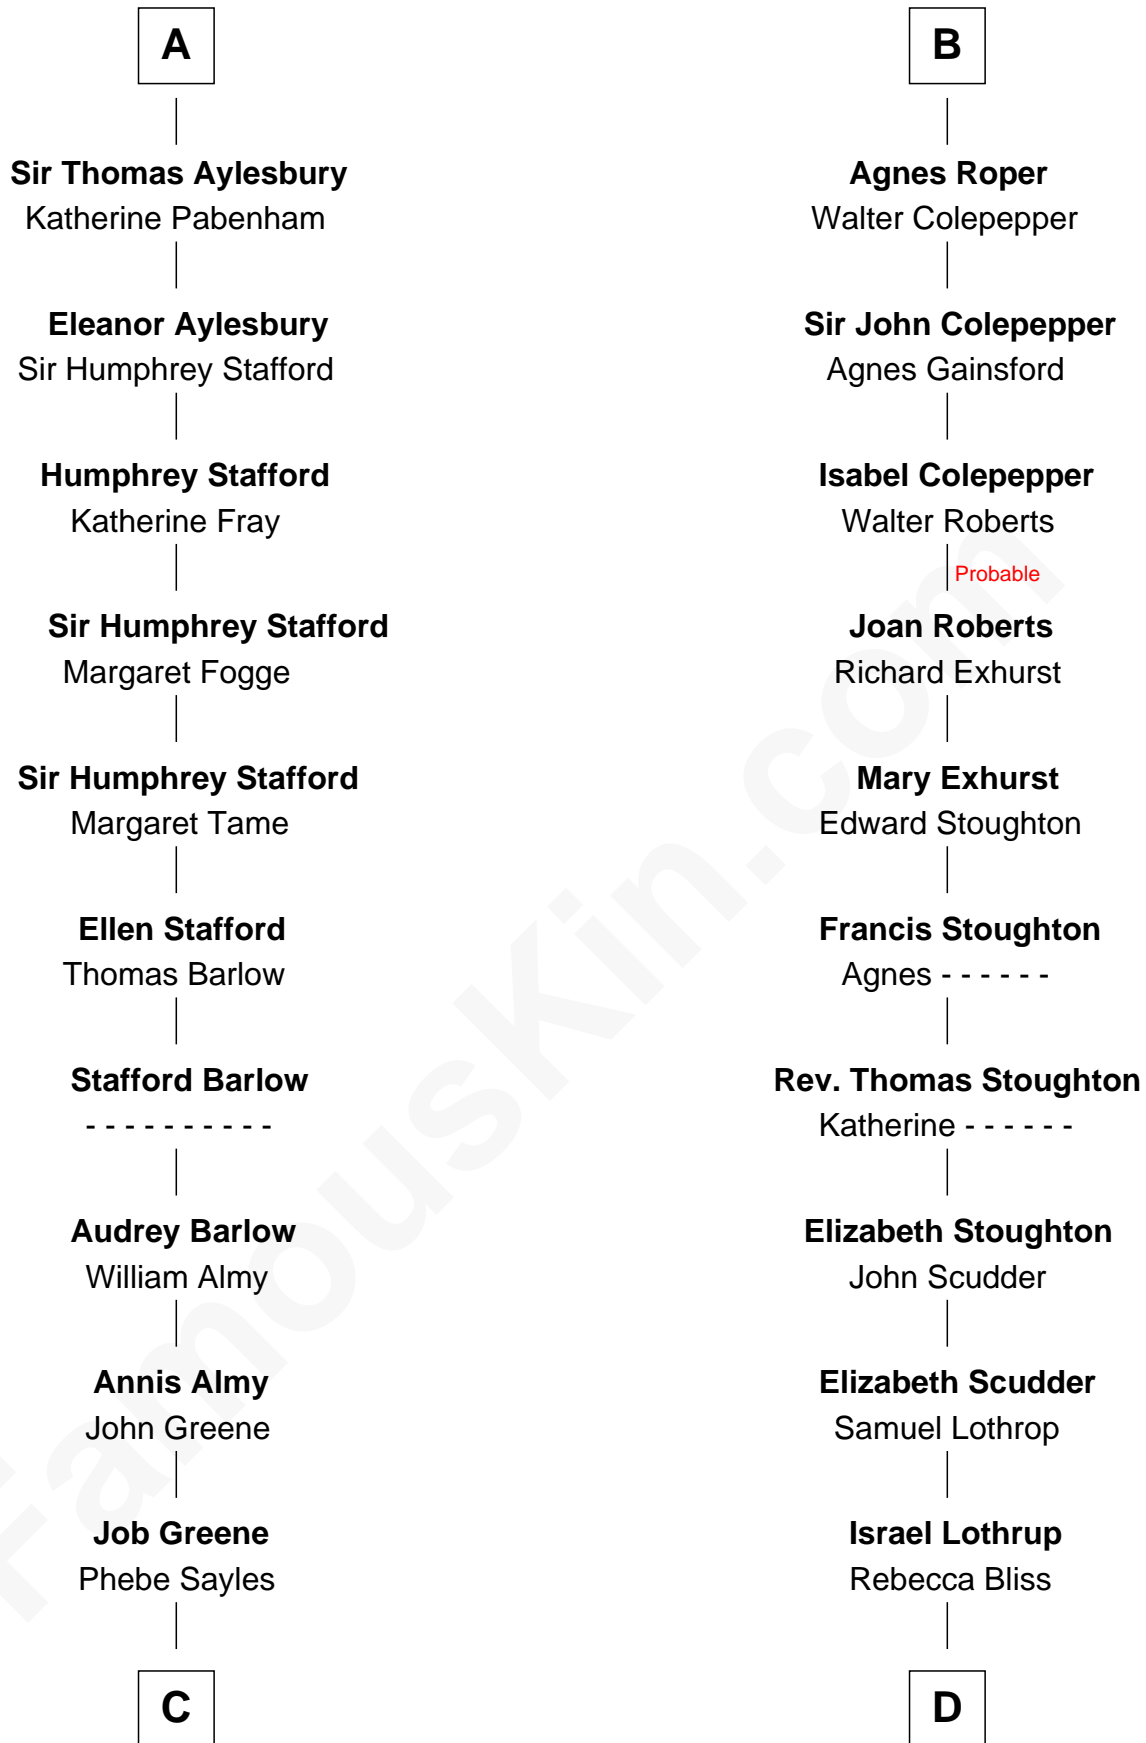 A
Sir Thomas Aylesbury
Katherine Pabenham
Eleanor Aylesbury
Sir Humphrey Stafford
Humphrey Stafford
Katherine Fray
Sir Humphrey Stafford
Margaret Fogge
Sir Humphrey Stafford
Margaret Tame
Ellen Stafford
Thomas Barlow
Stafford Barlow
- - - - - - - - - -
Audrey Barlow
William Almy
Annis Almy
John Greene
Job Greene
Phebe Sayles
C
B
Agnes Roper
Walter Colepepper
Sir John Colepepper
Agnes Gainsford
Isabel Colepepper
Walter Roberts
Probable
Joan Roberts
Richard Exhurst
Mary Exhurst
Edward Stoughton
Francis Stoughton
Agnes - - - - - -
Rev. Thomas Stoughton
Katherine - - - - - -
Elizabeth Stoughton
John Scudder
Elizabeth Scudder
Samuel Lothrop
Israel Lothrup
Rebecca Bliss
D
FamousKin.com